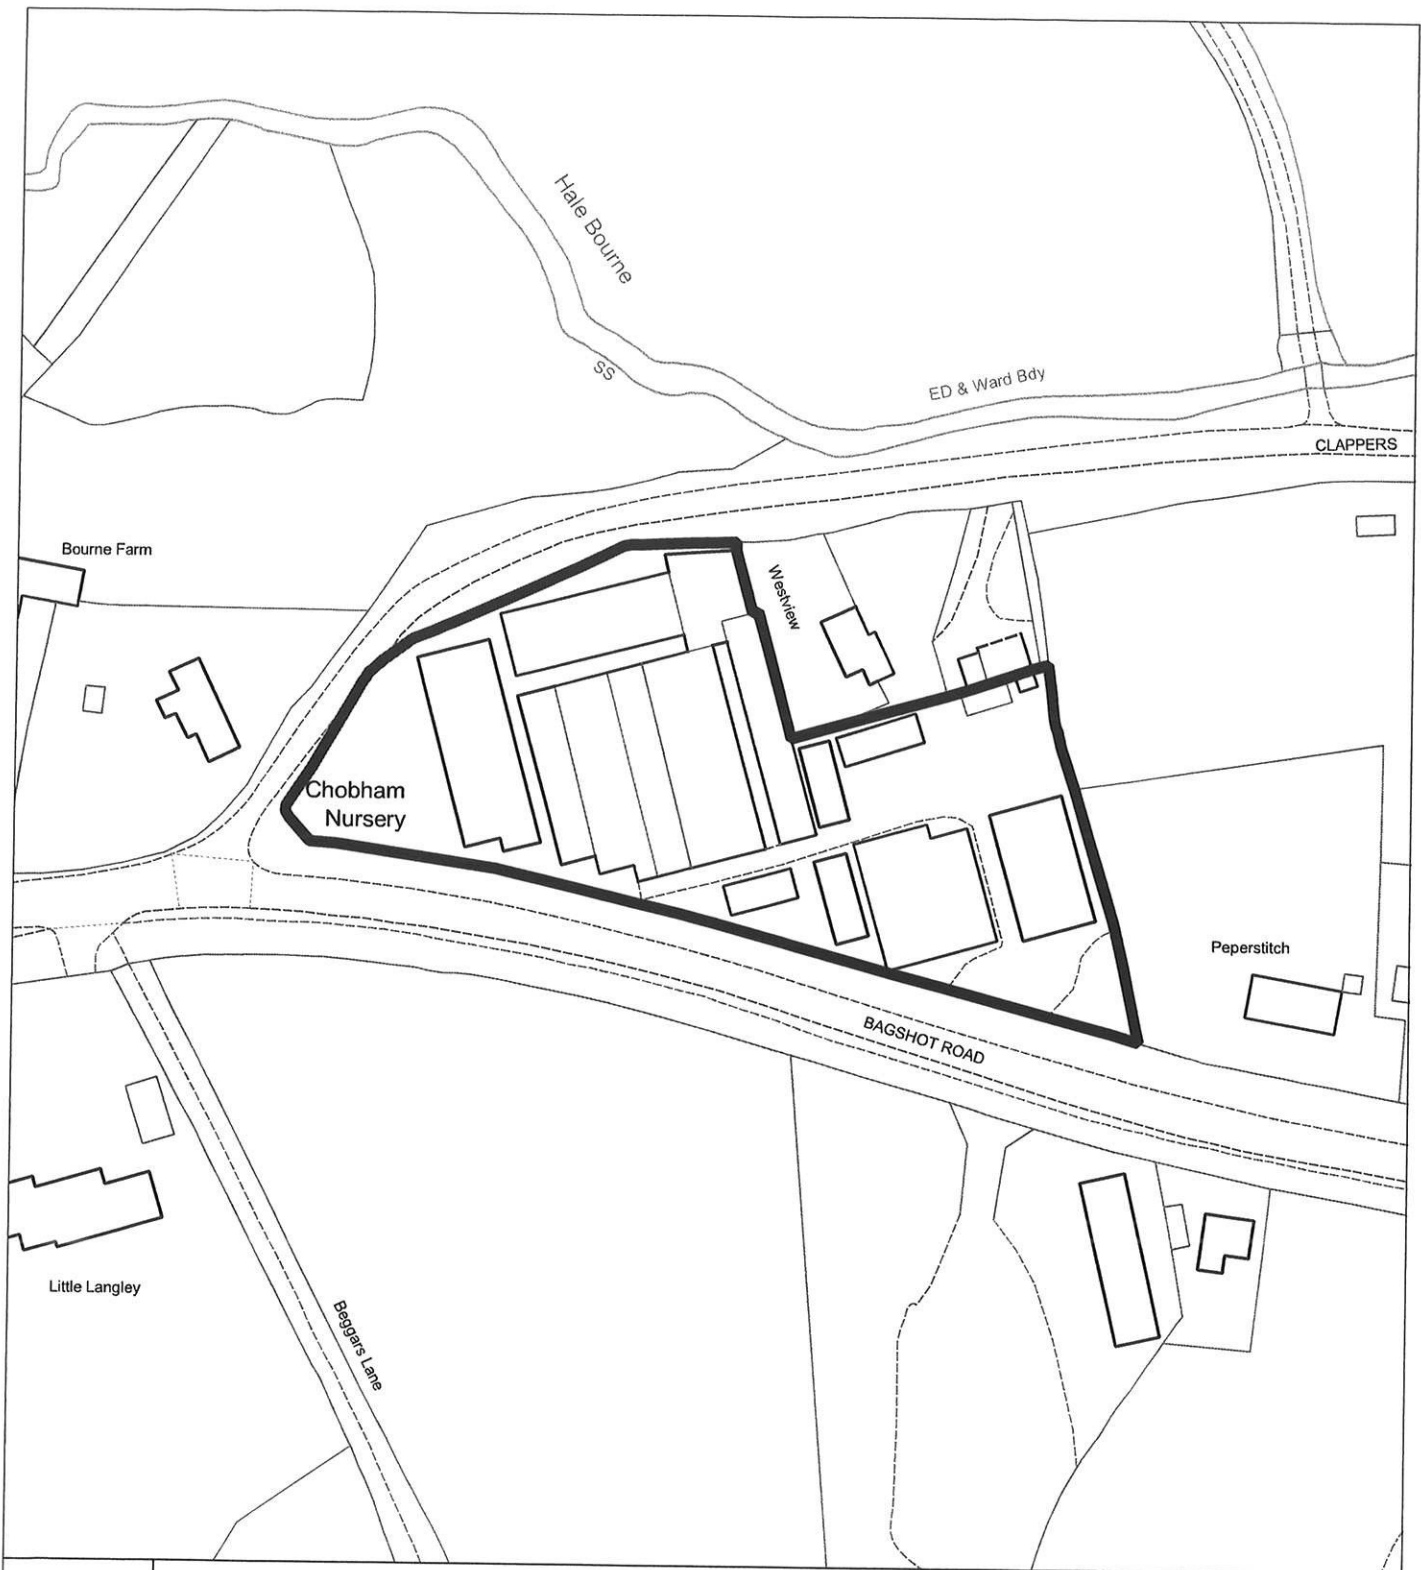 Hale Bourne
SS
ED & Ward Bdy
CLAPPERS
Bourne Farm
Westview
Chobham
Nursery
Peperstitch
BAGSHOT ROAD
Little Langley
Beggars Lane